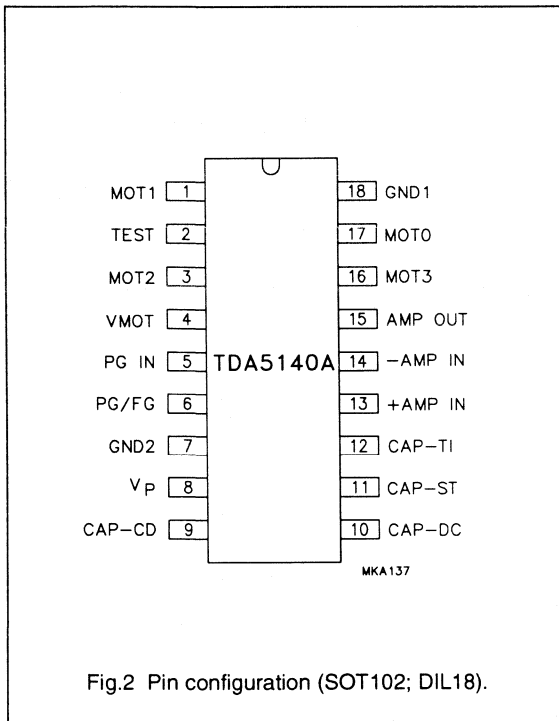 MOT1 1 18 GND1
TEST 2 17 MOT0
MOT2 3 16 MOT3
VMOT 4 15 AMP OUT
PG IN 5 TDA5140A 14 -AMP IN
PG/FG 6 13 +AMP IN
GND2 7 12 CAP-TI
VP 8 11 CAP-ST
CAP-CD 9 10 CAP-DC
MKA137
Fig.2 Pin configuration (SOT102; DIL18).